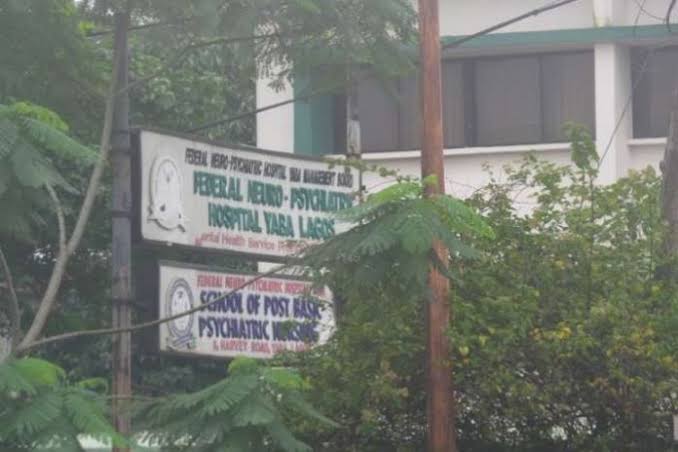 FEDERAL NEURO-PSYCHIATRIC HOSPITAL YABA MANAGEMENT BOARD
FEDERAL NEURO-PSYCHIATRIC
HOSPITAL YABA LAGOS
Mental Health Service
FEDERAL NEURO-PSYCHIATRIC HOSPITAL
SCHOOL OF POST BASIC
PSYCHIATRIC NURSING
HARVEY ROAD, YABA